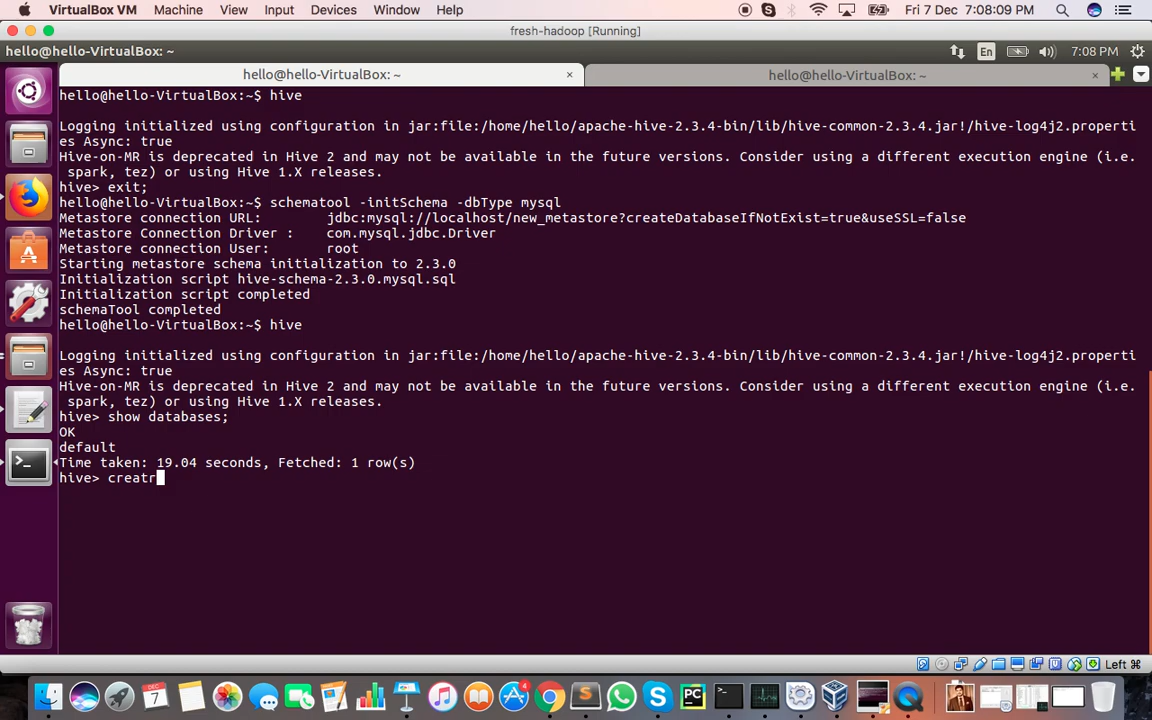 VirtualBox VM Machine View Input Devices Window Help Fri 7 Dec 7:08:09 PM
fresh-hadoop [Running]
hello@hello-VirtualBox: ~ En 7:08 PM
hello@hello-VirtualBox: ~ × hello@hello-VirtualBox: ~ ×
hello@hello-VirtualBox:~$ hive
Logging initialized using configuration in jar:file:/home/hello/apache-hive-2.3.4-bin/lib/hive-common-2.3.4.jar!/hive-log4j2.properti
es Async: true
Hive-on-MR is deprecated in Hive 2 and may not be available in the future versions. Consider using a different execution engine (i.e.
spark, tez) or using Hive 1.X releases.
hive> exit;
hello@hello-VirtualBox:~$ schematool -initSchema -dbType mysql
Metastore connection URL: jdbc:mysql://localhost/new_metastore?createDatabaseIfNotExist=true&useSSL=false
Metastore Connection Driver : com.mysql.jdbc.Driver
Metastore connection User: root
Starting metastore schema initialization to 2.3.0
Initialization script hive-schema-2.3.0.mysql.sql
Initialization script completed
schemaTool completed
hello@hello-VirtualBox:~$ hive
Logging initialized using configuration in jar:file:/home/hello/apache-hive-2.3.4-bin/lib/hive-common-2.3.4.jar!/hive-log4j2.properti
es Async: true
Hive-on-MR is deprecated in Hive 2 and may not be available in the future versions. Consider using a different execution engine (i.e.
spark, tez) or using Hive 1.X releases.
hive> show databases;
OK
default
Time taken: 19.04 seconds, Fetched: 1 row(s)
hive> creatr
Left ⌘
DEC
7
4
PC